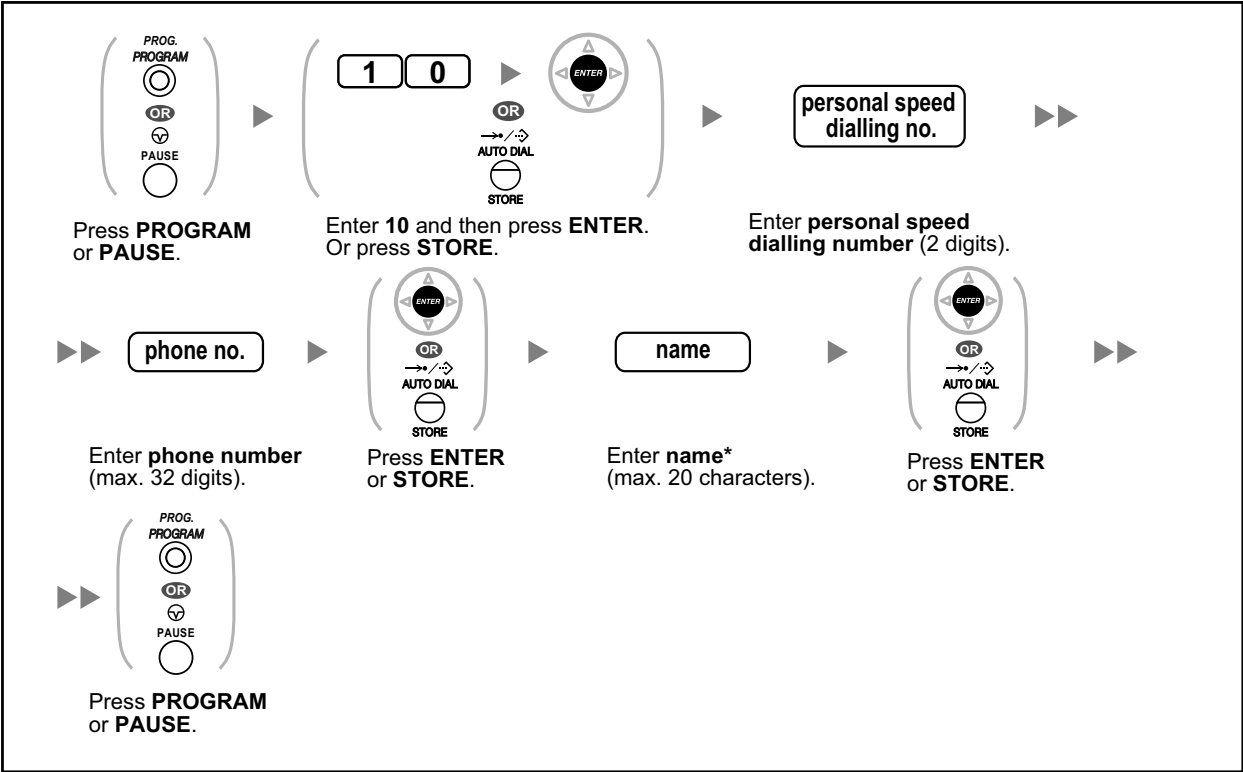 PROG.
PROGRAM
OR
PAUSE
Press PROGRAM
or PAUSE.
1 0
ENTER
OR
AUTO DIAL
STORE
Enter 10 and then press ENTER.
Or press STORE.
personal speed
dialling no.
Enter personal speed
dialling number (2 digits).
phone no.
Enter phone number
(max. 32 digits).
ENTER
OR
AUTO DIAL
STORE
Press ENTER
or STORE.
name
Enter name*
(max. 20 characters).
ENTER
OR
AUTO DIAL
STORE
Press ENTER
or STORE.
PROG.
PROGRAM
OR
PAUSE
Press PROGRAM
or PAUSE.